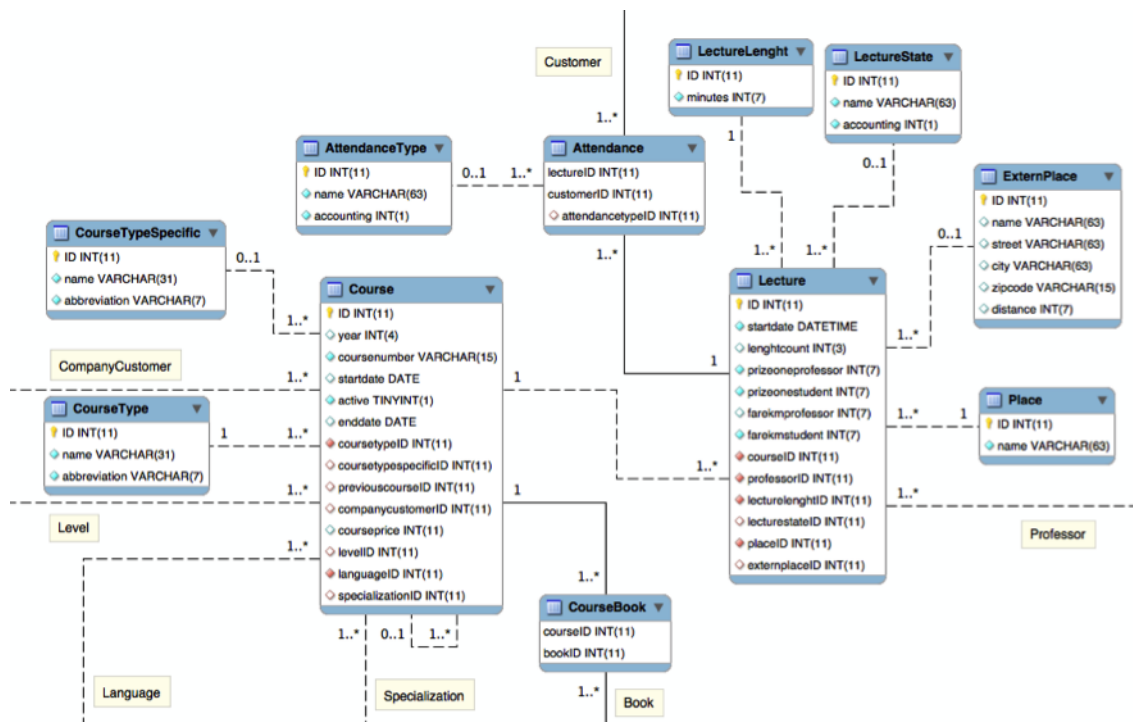 Customer
1..*
LectureLenght
ID INT(11)
minutes INT(7)
1
1..*
LectureState
ID INT(11)
name VARCHAR(63)
accounting INT(1)
0..1
1..*
AttendanceType
ID INT(11)
name VARCHAR(63)
accounting INT(1)
0..1
1..*
Attendance
lectureID INT(11)
customerID INT(11)
attendancetypeID INT(11)
1..*
1
ExternPlace
ID INT(11)
name VARCHAR(63)
street VARCHAR(63)
city VARCHAR(63)
zipcode VARCHAR(15)
distance INT(7)
0..1
1..*
CourseTypeSpecific
ID INT(11)
name VARCHAR(31)
abbreviation VARCHAR(7)
0..1
1..*
CompanyCustomer
1..*
CourseType
ID INT(11)
name VARCHAR(31)
abbreviation VARCHAR(7)
1
1..*
Level
1..*
Language
1..*
Course
ID INT(11)
year INT(4)
coursenumber VARCHAR(15)
startdate DATE
active TINYINT(1)
enddate DATE
coursetypeID INT(11)
coursetypespecificID INT(11)
previouscourseID INT(11)
companycustomerID INT(11)
courseprice INT(11)
levelID INT(11)
languageID INT(11)
specializationID INT(11)
1
1..*
1
1..*
1..*
0..1
1..*
Specialization
Lecture
ID INT(11)
startdate DATETIME
lenghtcount INT(3)
prizeoneprofessor INT(7)
prizeonestudent INT(7)
farekmprofessor INT(7)
farekmstudent INT(7)
courseID INT(11)
professorID INT(11)
lecturelenghtID INT(11)
lecturestateID INT(11)
placeID INT(11)
externplaceID INT(11)
Place
ID INT(11)
name VARCHAR(63)
1..*
1
1..*
Professor
CourseBook
courseID INT(11)
bookID INT(11)
1..*
Book